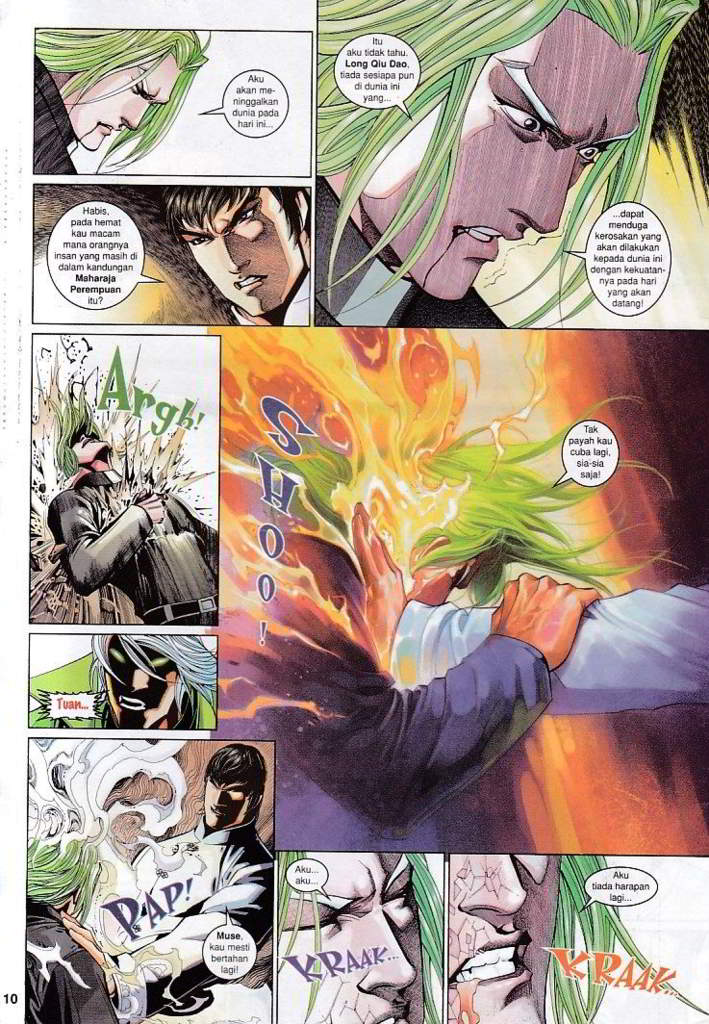 Aku
akan me-
ninggalkan
dunia pada
hari ini...
Itu
aku tidak tahu.
Long Qiu Dao,
tiada sesiapa pun
di dunia ini
yang...
...dapat
menduga
kerosakan yang
akan dilakukan
kepada dunia ini
dengan kekuatan-
nya pada hari
yang akan
datang!
Habis,
pada hemat
kau macam
mana orangnya
insan yang masih di
dalam kandungan
Maharaja
Perempuan
itu?
Argh!
SHOO!
Tak
payah kau
cuba lagi,
sia-sia
saja!
Tuan...
PAP!
Muse,
kau mesti
bertahan
lagi!
Aku...
aku...
KRAAK...
Aku
tiada harapan
lagi...
KRAAK...
10